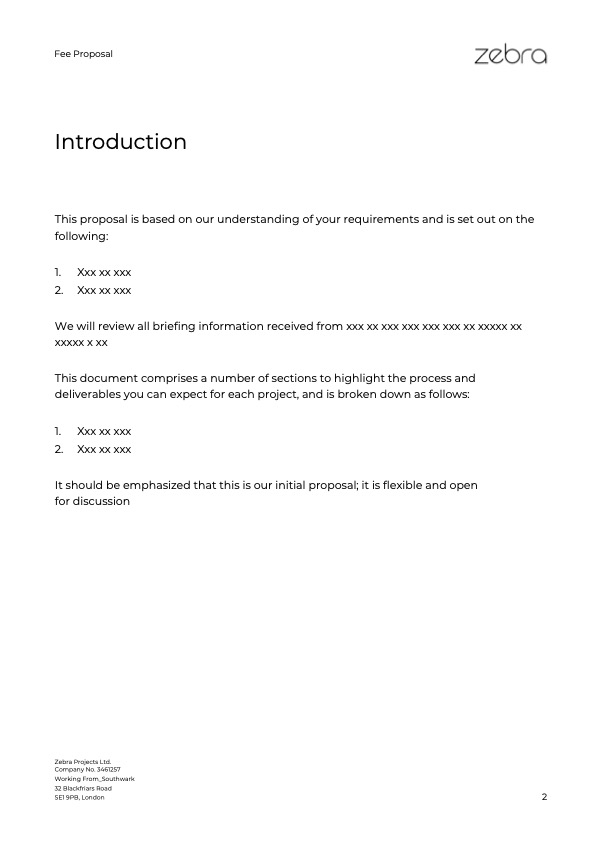 Fee Proposal
zebra
Introduction
This proposal is based on our understanding of your requirements and is set out on the
following:
1. Xxx xx xxx
2. Xxx xx xxx
We will review all briefing information received from xxx xx xxx xxx xxx xxx xx xxxxx xx
xxxxx x xx
This document comprises a number of sections to highlight the process and
deliverables you can expect for each project, and is broken down as follows:
1. Xxx xx xxx
2. Xxx xx xxx
It should be emphasized that this is our initial proposal; it is flexible and open
for discussion
Zebra Projects Ltd.
Company No. 3461257
Working From_Southwark
32 Blackfriars Road
SE1 9PB, London
2